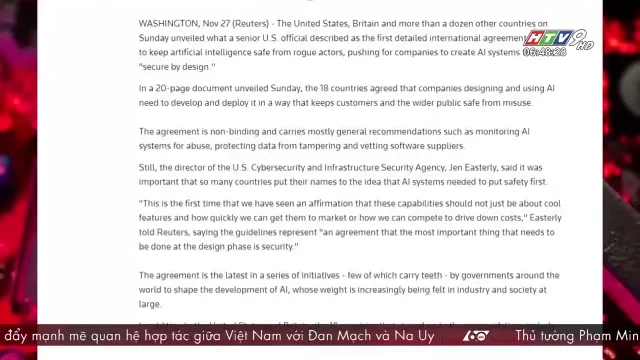 WASHINGTON, Nov 27 (Reuters) - The United States, Britain and more than a dozen other countries on
Sunday unveiled what a senior U.S. official described as the first detailed international agreement
to keep artificial intelligence safe from rogue actors, pushing for companies to create AI systems
"secure by design."
HTV9 HD
06:48:28
In a 20-page document unveiled Sunday, the 18 countries agreed that companies designing and using AI
need to develop and deploy it in a way that keeps customers and the wider public safe from misuse.
The agreement is non-binding and carries mostly general recommendations such as monitoring AI
systems for abuse, protecting data from tampering and vetting software suppliers.
Still, the director of the U.S. Cybersecurity and Infrastructure Security Agency, Jen Easterly, said it was
important that so many countries put their names to the idea that AI systems needed to put safety first.
"This is the first time that we have seen an affirmation that these capabilities should not just be about cool
features and how quickly we can get them to market or how we can compete to drive down costs," Easterly
told Reuters, saying the guidelines represent "an agreement that the most important thing that needs to
be done at the design phase is security."
The agreement is the latest in a series of initiatives - few of which carry teeth - by governments around the
world to shape the development of AI, whose weight is increasingly being felt in industry and society at
large.
đẩy mạnh mẽ quan hệ hợp tác giữa Việt Nam với Đan Mạch và Na Uy
60
Thủ tướng Phạm Min